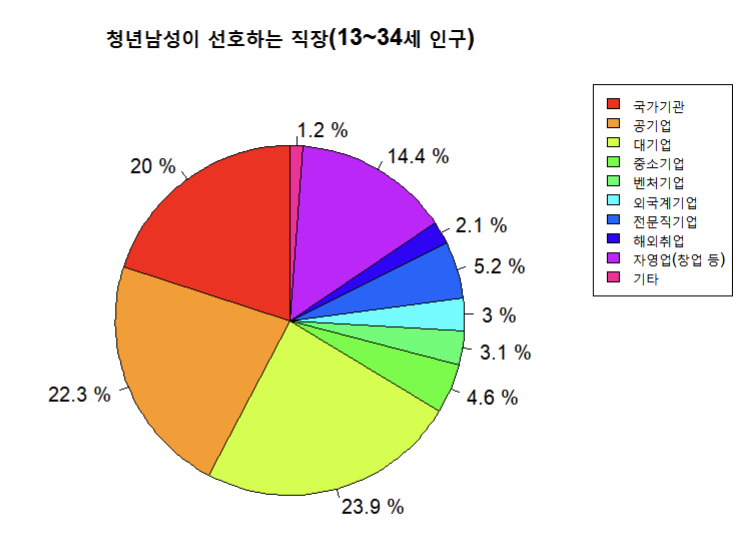 청년남성이 선호하는 직장(13~34세 인구)
국가기관
공기업
대기업
중소기업
벤처기업
외국계기업
전문직기업
해외취업
자영업(창업 등)
기타
1.2 %
14.4 %
20 %
2.1 %
5.2 %
3 %
3.1 %
22.3 %
4.6 %
23.9 %